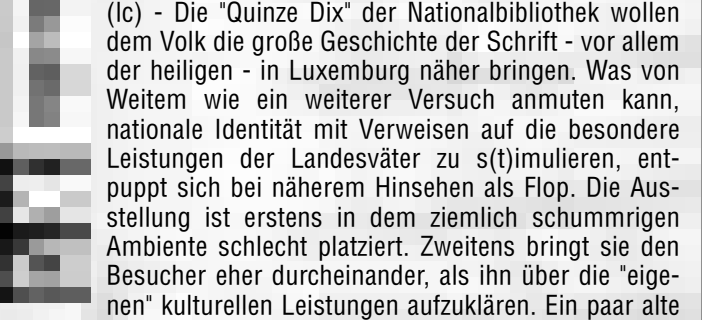 (lc) - Die "Quinze Dix" der Nationalbibliothek wollen
dem Volk die große Geschichte der Schrift - vor allem
der heiligen - in Luxemburg näher bringen. Was von
Weitem wie ein weiterer Versuch anmuten kann,
nationale Identität mit Verweisen auf die besondere
Leistungen der Landesväter zu s(t)imulieren, ent-
puppt sich bei näherem Hinsehen als Flop. Die Aus-
stellung ist erstens in dem ziemlich schummrigen
Ambiente schlecht platziert. Zweitens bringt sie den
Besucher eher durcheinander, als ihn über die "eige-
nen" kulturellen Leistungen aufzuklären. Ein paar alte